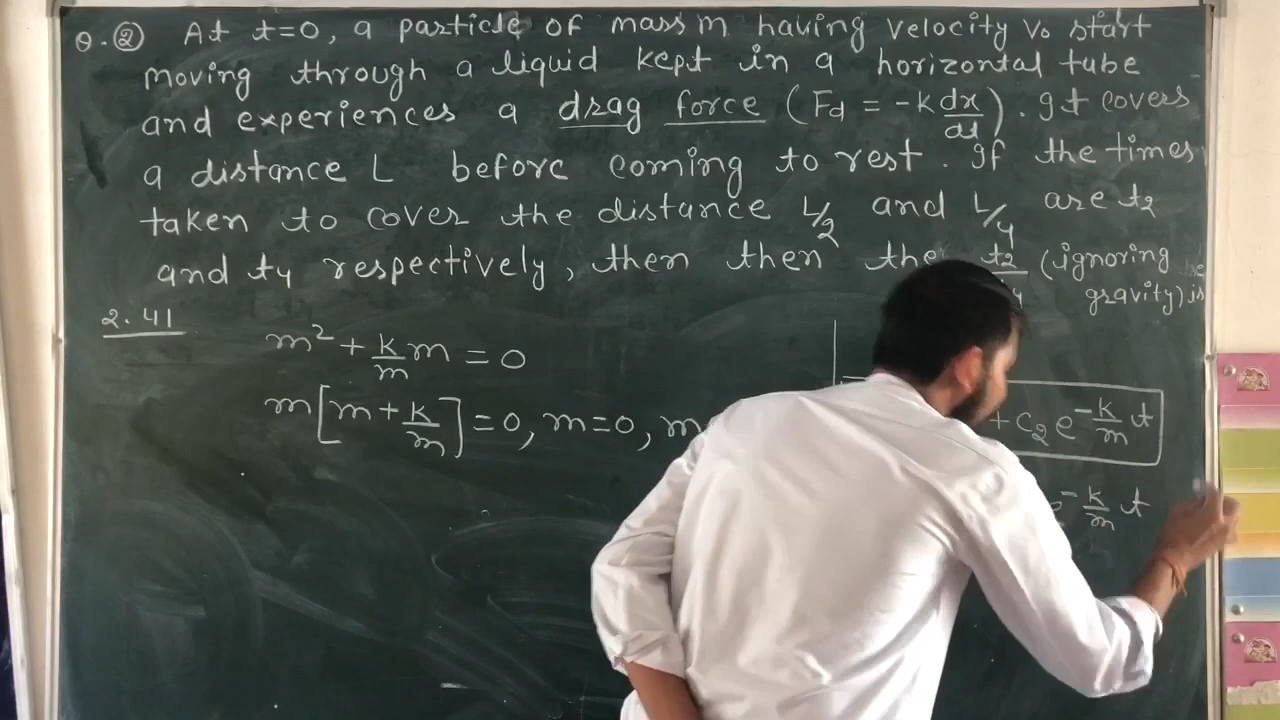 Q.② At t=0, a particle of mass m having velocity V₀ start
moving through a liquid kept in a horizontal tube
and experiences a drag force (Fd = -k dx/dt). It covers
a distance L before coming to rest. If the times
taken to cover the distance L/2 and L/4 are t2
and t4 respectively, then then the t2/4 (ignoring gravity) is
2.41
m² + k/m m = 0
m[m + k/m] = 0, m=0, m
+ C₂ e^-k/m t
e^-k/m t